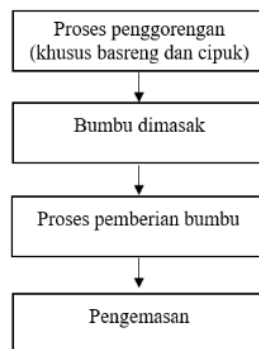 Proses penggorengan
(khusus basreng dan cipuk)
Bumbu dimasak
Proses pemberian bumbu
Pengemasan